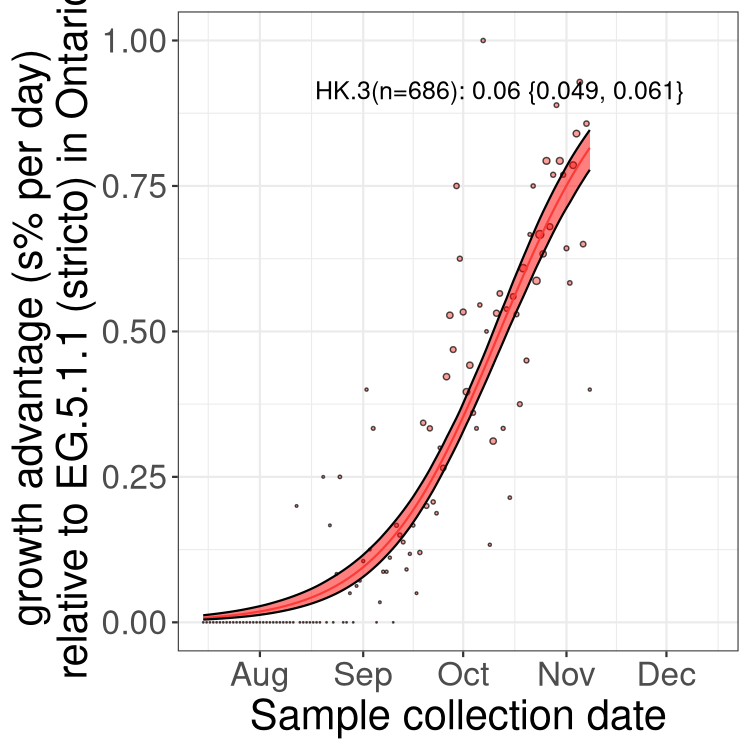 growth advantage (s% per day)
relative to EG.5.1.1 (stricto) in Ontario
1.00
0.75
0.50
0.25
0.00
HK.3(n=686): 0.06 {0.049, 0.061}
Aug Sep Oct Nov Dec
Sample collection date